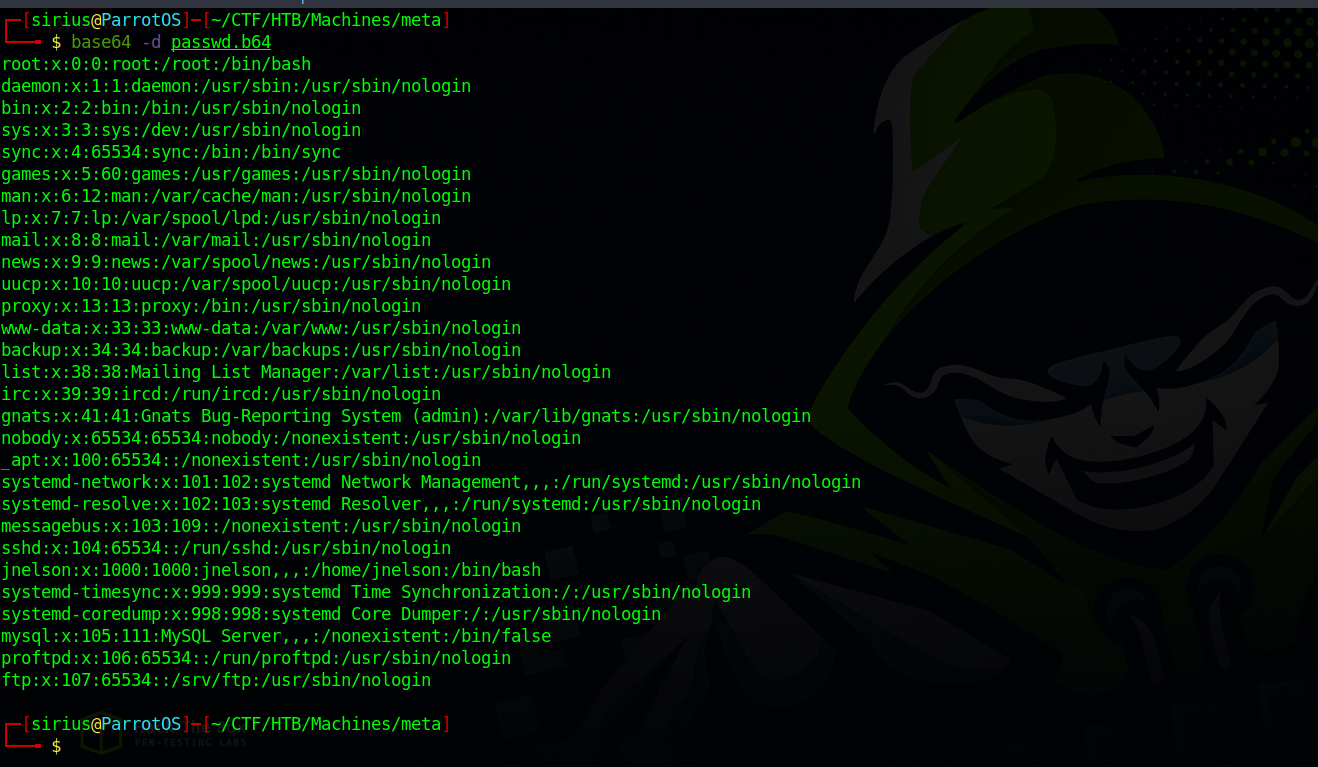 ┌─[sirius@ParrotOS]─[~/CTF/HTB/Machines/meta]
└──╼ $ base64 -d passwd.b64
root:x:0:0:root:/root:/bin/bash
daemon:x:1:1:daemon:/usr/sbin:/usr/sbin/nologin
bin:x:2:2:bin:/bin:/usr/sbin/nologin
sys:x:3:3:sys:/dev:/usr/sbin/nologin
sync:x:4:65534:sync:/bin:/bin/sync
games:x:5:60:games:/usr/games:/usr/sbin/nologin
man:x:6:12:man:/var/cache/man:/usr/sbin/nologin
lp:x:7:7:lp:/var/spool/lpd:/usr/sbin/nologin
mail:x:8:8:mail:/var/mail:/usr/sbin/nologin
news:x:9:9:news:/var/spool/news:/usr/sbin/nologin
uucp:x:10:10:uucp:/var/spool/uucp:/usr/sbin/nologin
proxy:x:13:13:proxy:/bin:/usr/sbin/nologin
www-data:x:33:33:www-data:/var/www:/usr/sbin/nologin
backup:x:34:34:backup:/var/backups:/usr/sbin/nologin
list:x:38:38:Mailing List Manager:/var/list:/usr/sbin/nologin
irc:x:39:39:ircd:/run/ircd:/usr/sbin/nologin
gnats:x:41:41:Gnats Bug-Reporting System (admin):/var/lib/gnats:/usr/sbin/nologin
nobody:x:65534:65534:nobody:/nonexistent:/usr/sbin/nologin
_apt:x:100:65534::/nonexistent:/usr/sbin/nologin
systemd-network:x:101:102:systemd Network Management,,,:/run/systemd:/usr/sbin/nologin
systemd-resolve:x:102:103:systemd Resolver,,,:/run/systemd:/usr/sbin/nologin
messagebus:x:103:109::/nonexistent:/usr/sbin/nologin
sshd:x:104:65534::/run/sshd:/usr/sbin/nologin
jnelson:x:1000:1000:jnelson,,,:/home/jnelson:/bin/bash
systemd-timesync:x:999:999:systemd Time Synchronization:/:/usr/sbin/nologin
systemd-coredump:x:998:998:systemd Core Dumper:/:/usr/sbin/nologin
mysql:x:105:111:MySQL Server,,,:/nonexistent:/bin/false
proftpd:x:106:65534::/run/proftpd:/usr/sbin/nologin
ftp:x:107:65534::/srv/ftp:/usr/sbin/nologin
┌─[sirius@ParrotOS]─[~/CTF/HTB/Machines/meta]
└──╼ $
PEN-TESTING LABS